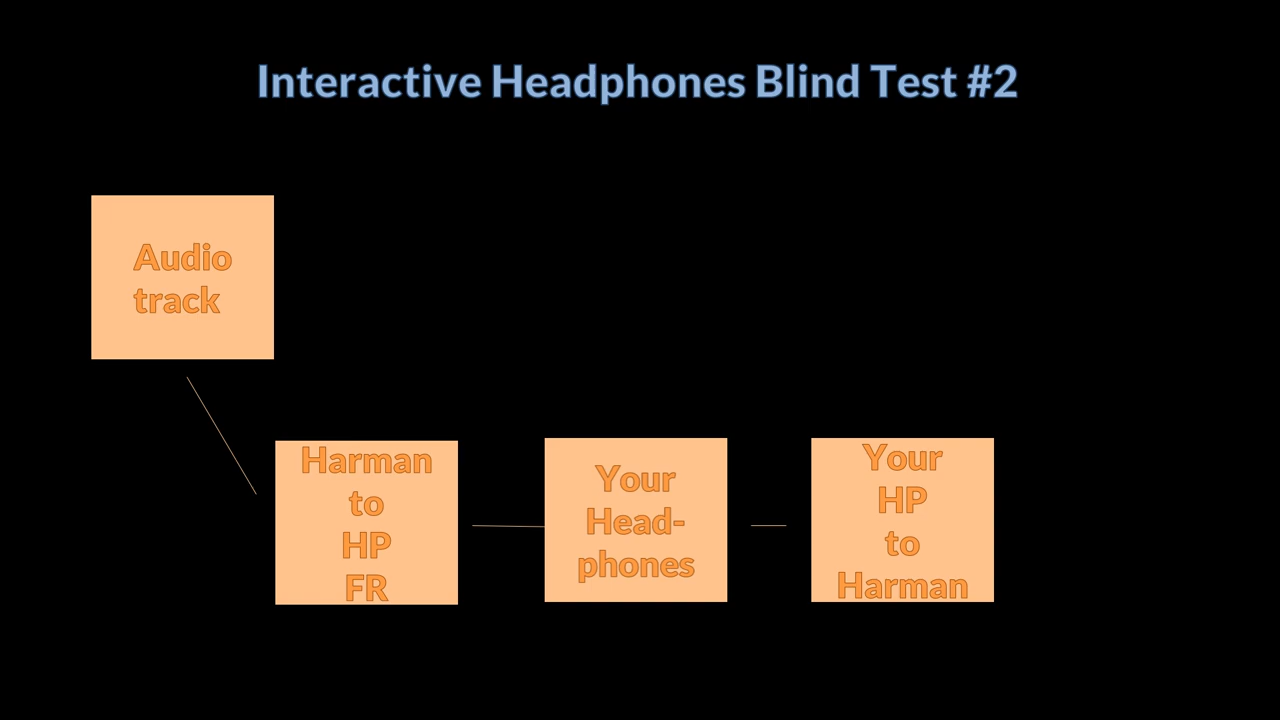 Interactive Headphones Blind Test #2
Audio
track
Harman
to
HP
FR
Your
Head-
phones
Your
HP
to
Harman